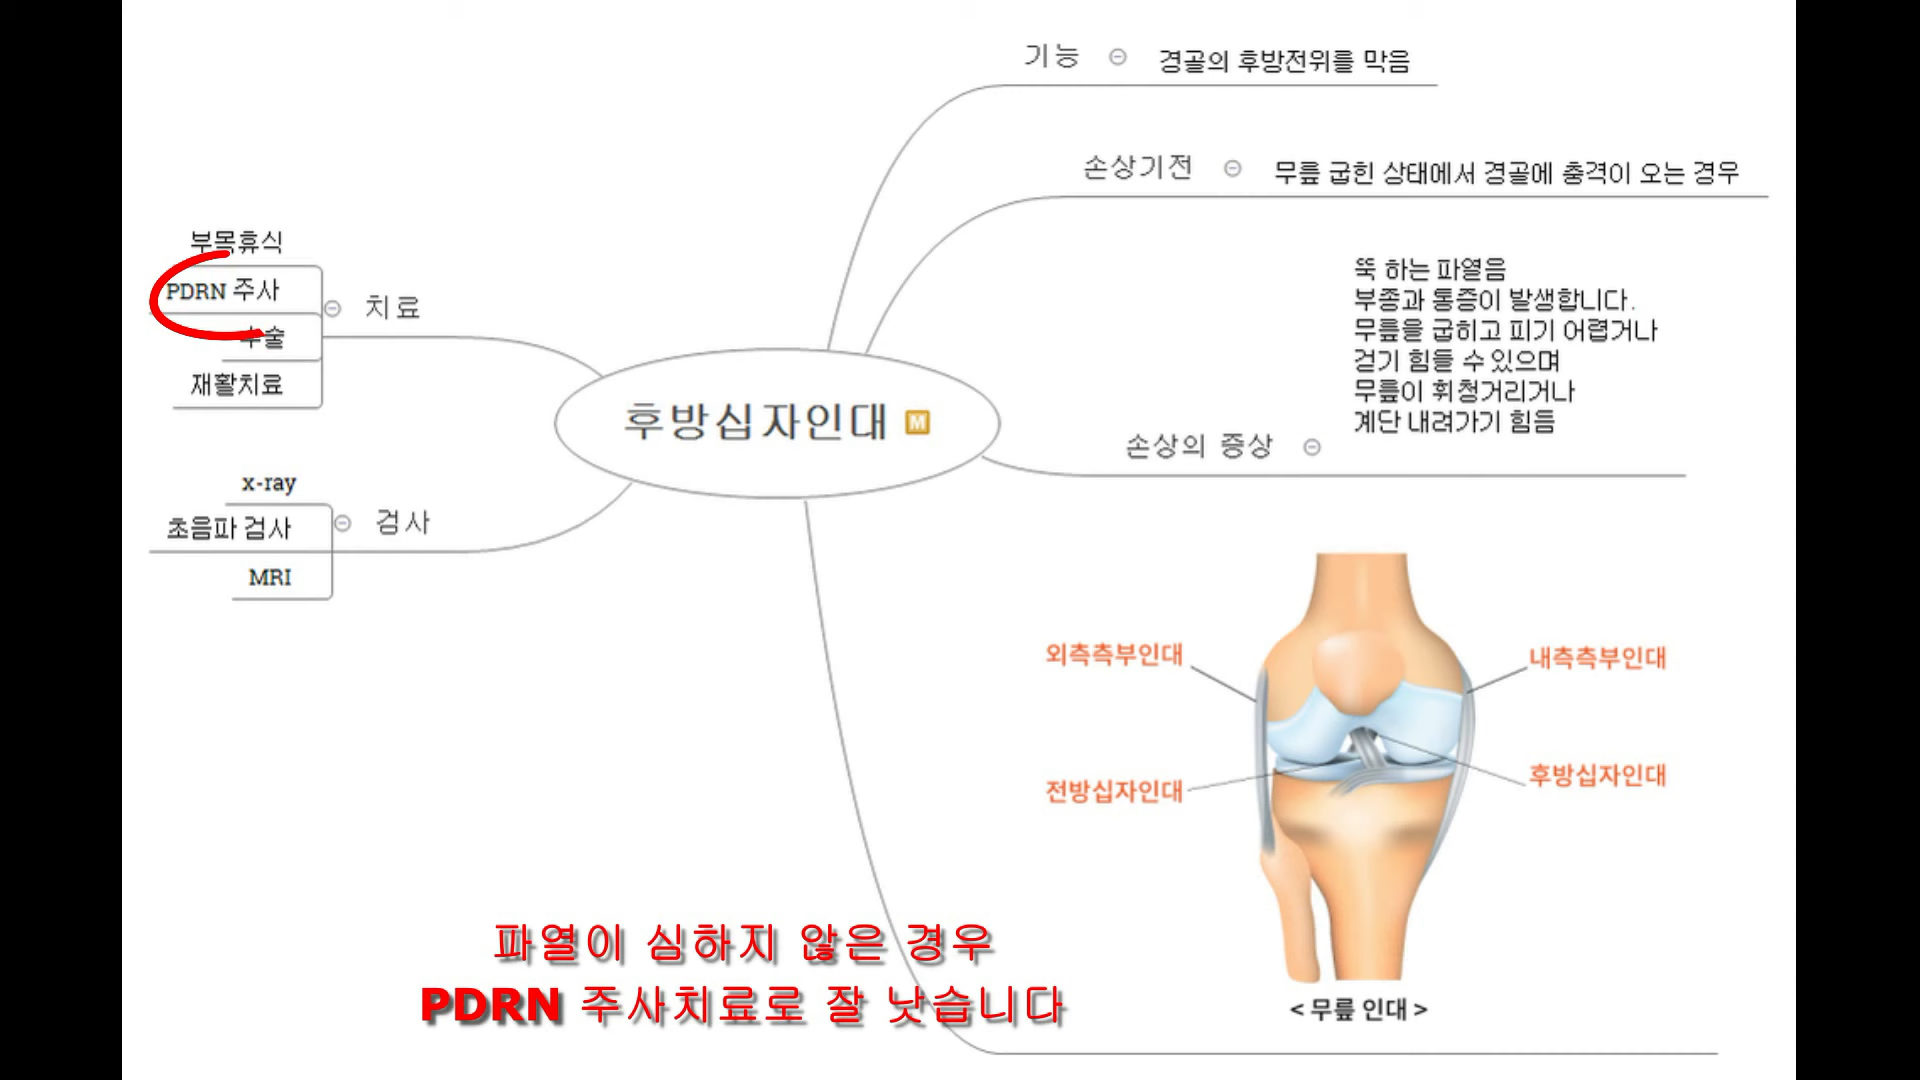 기능
경골의 후방전위를 막음
손상기전
무릎 굽힌 상태에서 경골에 충격이 오는 경우
부목휴식
PDRN 주사
수술
재활치료
치료
뚝 하는 파열음
부종과 통증이 발생합니다.
무릎을 굽히고 피기 어렵거나
걷기 힘들 수 있으며
무릎이 휘청거리거나
계단 내려가기 힘듬
손상의 증상
후방십자인대 M
x-ray
초음파 검사
MRI
검사
외측측부인대
내측측부인대
전방십자인대
후방십자인대
< 무릎 인대 >
파열이 심하지 않은 경우
PDRN 주사치료로 잘 낫습니다